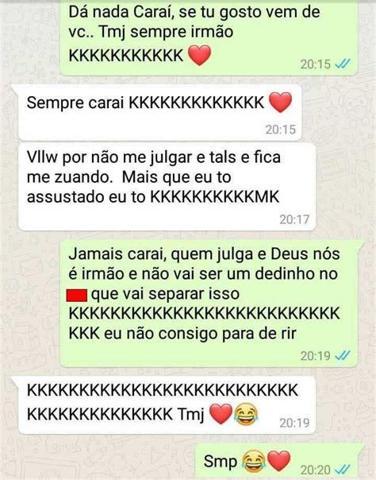 Dá nada Caraí, se tu gosto vem de
vc.. Tmj sempre irmão
KKKKKKKKKKK ❤️
20:15
Sempre carai KKKKKKKKKKKKK ❤️
20:15
Vllw por não me julgar e tals e fica
me zuando. Mais que eu to
assustado eu to KKKKKKKKKKMK
20:17
Jamais carai, quem julga e Deus nós
é irmão e não vai ser um dedinho no
que vai separar isso
KKKKKKKKKKKKKKKKKKKKKKKKKK
KKK eu não consigo para de rir
20:19
KKKKKKKKKKKKKKKKKKKKKKKKKK
KKKKKKKKKKKKKK Tmj ❤️😂
20:19
Smp 😂❤️
20:20